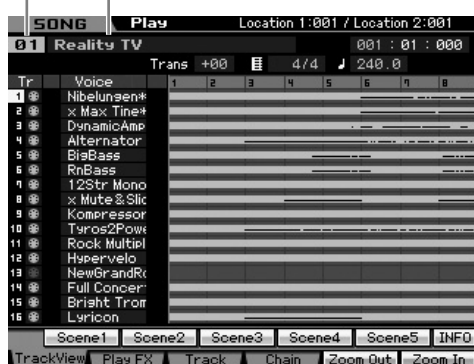 SONG Play Location 1:001 / Location 2:001
01 Reality TV 001 : 01 : 000
Trans +00 4/4 240.0
Tr Voice 1 2 3 4 5 6 7 8
1 Nibelungen*
2 x Max Tine*
3 DynamicAmp
4 Alternator
5 BigBass
6 RnBass
7 12Str Mono
8 x Mute&Slid
9 Kompressor
10 Tyros2Powe
11 Rock Multipl
12 Hypervelo
13 NewGrandRo
14 Full Concer
15 Bright Trom
16 Lyricon
Scene1 Scene2 Scene3 Scene4 Scene5 INFO
TrackView Play FX Track Chain Zoom Out Zoom In